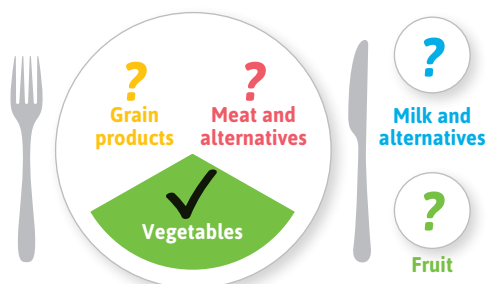 ?
Grain
products
?
Meat and
alternatives
Vegetables
?
Milk and
alternatives
?
Fruit